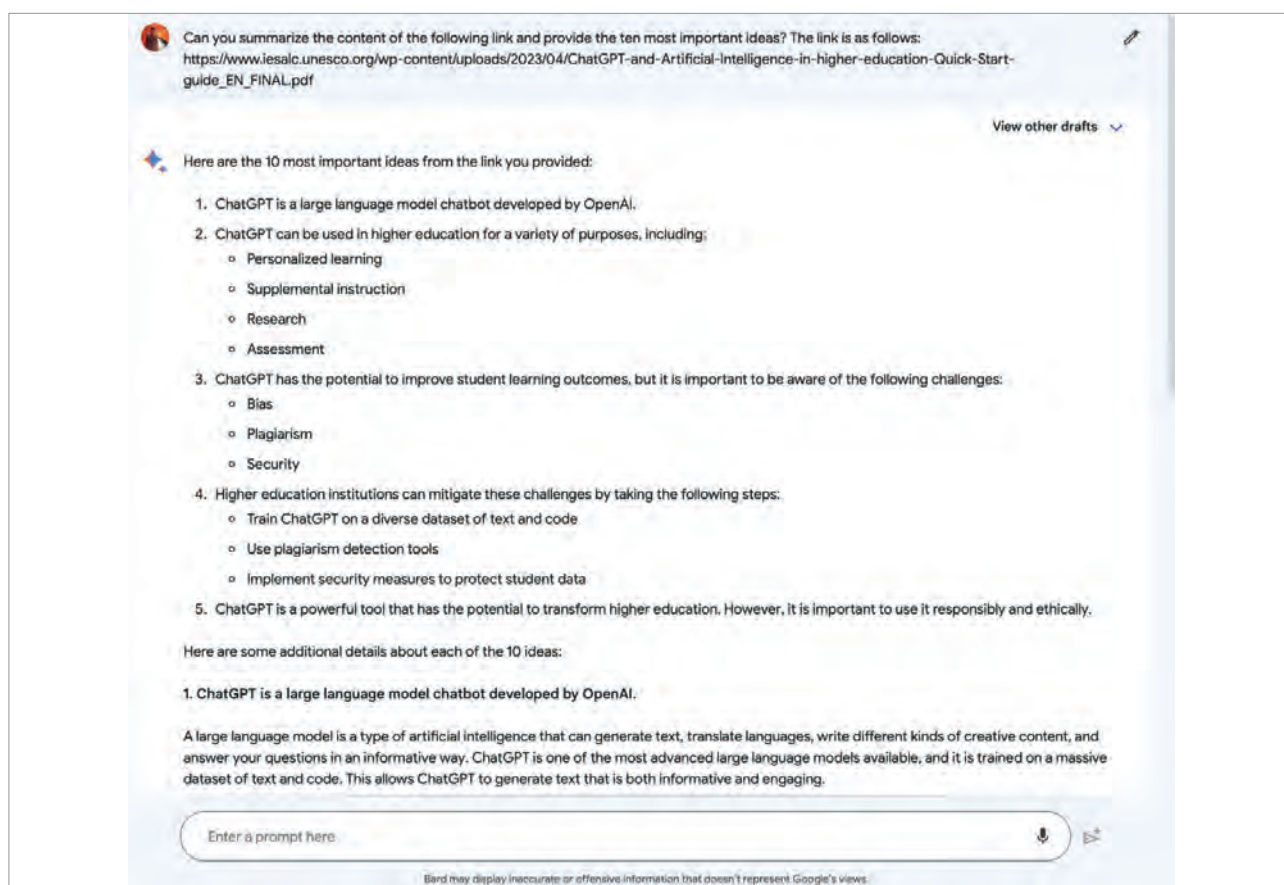 Can you summarize the content of the following link and provide the ten most important ideas? The link is as follows:
https://www.iesalc.unesco.org/wp-content/uploads/2023/04/ChatGPT-and-Artificial-Intelligence-in-higher-education-Quick-Start-
guide_EN_FINAL.pdf
View other drafts
Here are the 10 most important ideas from the link you provided:
1. ChatGPT is a large language model chatbot developed by OpenAI.
2. ChatGPT can be used in higher education for a variety of purposes, including:
Personalized learning
Supplemental instruction
Research
Assessment
3. ChatGPT has the potential to improve student learning outcomes, but it is important to be aware of the following challenges:
Bias
Plagiarism
Security
4. Higher education institutions can mitigate these challenges by taking the following steps:
Train ChatGPT on a diverse dataset of text and code
Use plagiarism detection tools
Implement security measures to protect student data
5. ChatGPT is a powerful tool that has the potential to transform higher education. However, it is important to use it responsibly and ethically.
Here are some additional details about each of the 10 ideas:
1. ChatGPT is a large language model chatbot developed by OpenAI.
A large language model is a type of artificial intelligence that can generate text, translate languages, write different kinds of creative content, and
answer your questions in an informative way. ChatGPT is one of the most advanced large language models available, and it is trained on a massive
dataset of text and code. This allows ChatGPT to generate text that is both informative and engaging.
Enter a prompt here
Bard may display inaccurate or offensive information that doesn't represent Google's views